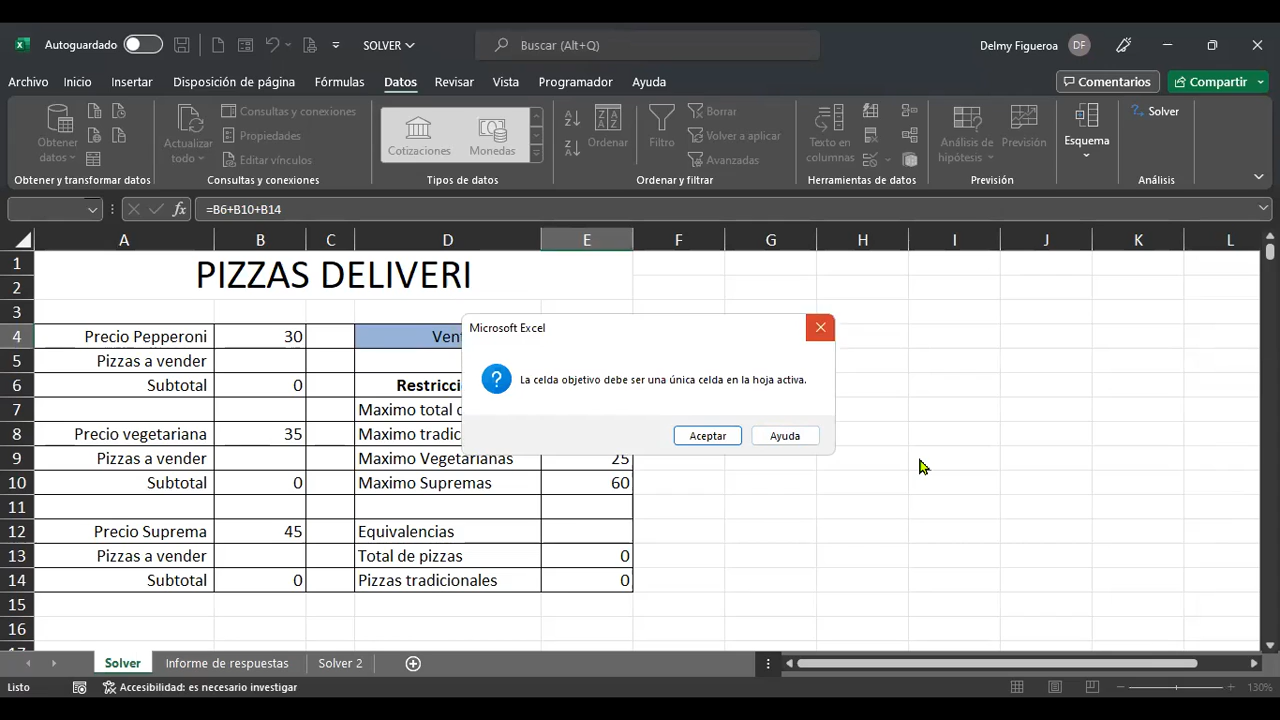 Autoguardado SOLVER Buscar (Alt+Q) Delmy Figueroa DF
Archivo Inicio Insertar Disposición de página Fórmulas Datos Revisar Vista Programador Ayuda Comentarios Compartir
Obtener datos Actualizar todo Consultas y conexiones Propiedades Editar vínculos Cotizaciones Monedas Ordenar Filtro Borrar Volver a aplicar Avanzadas Texto en columnas Análisis de hipótesis Previsión Esquema Solver
Obtener y transformar datos Consultas y conexiones Tipos de datos Ordenar y filtrar Herramientas de datos Previsión Análisis
fx =B6+B10+B14
A B C D E F G H I J K L
1 PIZZAS DELIVERI
2
3
4 Precio Pepperoni 30 Vent
5 Pizzas a vender
6 Subtotal 0 Restricci
7 Maximo total
8 Precio vegetariana 35 Maximo tradic
9 Pizzas a vender Maximo Vegetarianas 25
10 Subtotal 0 Maximo Supremas 60
11
12 Precio Suprema 45 Equivalencias
13 Pizzas a vender Total de pizzas 0
14 Subtotal 0 Pizzas tradicionales 0
15
16
Microsoft Excel
La celda objetivo debe ser una única celda en la hoja activa.
Aceptar Ayuda
Solver Informe de respuestas Solver 2
Listo Accesibilidad: es necesario investigar 130%